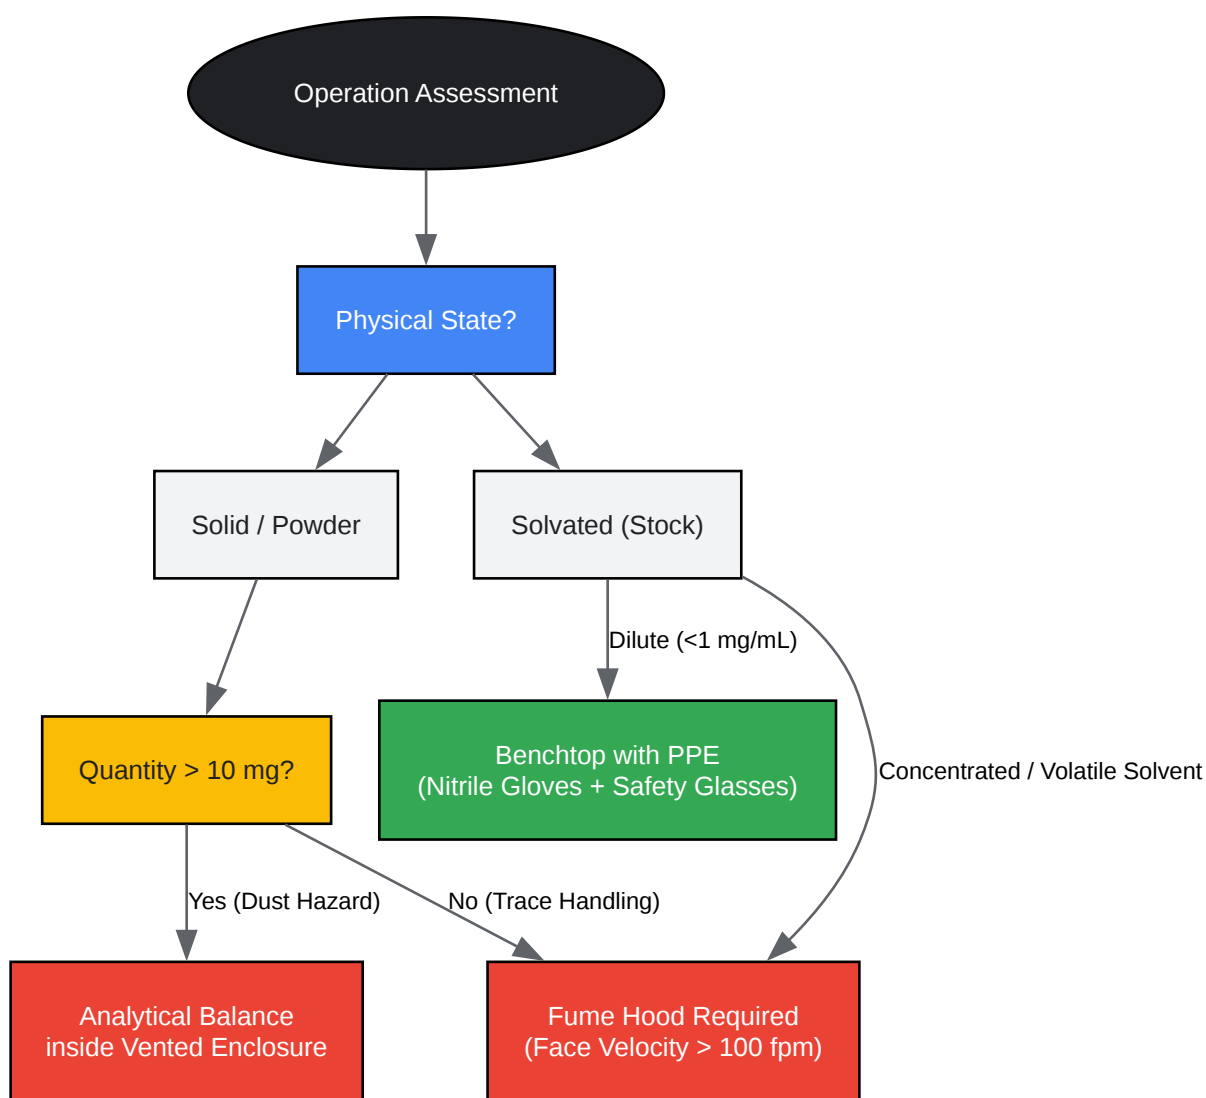 Operation Assessment
Physical State?
Solid / Powder
Solvated (Stock)
Dilute (<1 mg/mL)
Quantity > 10 mg?
Benchtop with PPE
(Nitrile Gloves + Safety Glasses)
Concentrated / Volatile Solvent
Yes (Dust Hazard)
No (Trace Handling)
Analytical Balance
inside Vented Enclosure
Fume Hood Required
(Face Velocity > 100 fpm)